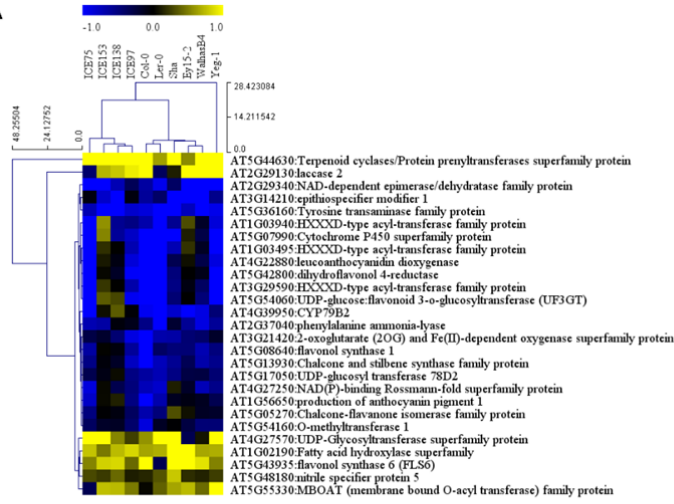 A
-1.0 0.0 1.0
ICE75 ICE153 ICE138 ICE97 Col-0 Ler-0 Sha Ey15-2 WalhasB4 Yeg-1
28.423084
14.211542
0.0
48.25504 24.12752 0.0
AT5G44630:Terpenoid cyclases/Protein prenyltransferases superfamily protein
AT2G29130:laccase 2
AT2G29340:NAD-dependent epimerase/dehydratase family protein
AT3G14210:epithiospecifier modifier 1
AT5G36160:Tyrosine transaminase family protein
AT1G03940:HXXXD-type acyl-transferase family protein
AT5G07990:Cytochrome P450 superfamily protein
AT1G03495:HXXXD-type acyl-transferase family protein
AT4G22880:leucoanthocyanidin dioxygenase
AT5G42800:dihydroflavonol 4-reductase
AT3G29590:HXXXD-type acyl-transferase family protein
AT5G54060:UDP-glucose:flavonoid 3-o-glucosyltransferase (UF3GT)
AT4G39950:CYP79B2
AT2G37040:phenylalanine ammonia-lyase
AT3G21420:2-oxoglutarate (2OG) and Fe(II)-dependent oxygenase superfamily protein
AT5G08640:flavonol synthase 1
AT5G13930:Chalcone and stilbene synthase family protein
AT5G17050:UDP-glucosyl transferase 78D2
AT4G27250:NAD(P)-binding Rossmann-fold superfamily protein
AT1G56650:production of anthocyanin pigment 1
AT5G05270:Chalcone-flavanone isomerase family protein
AT5G54160:O-methyltransferase 1
AT4G27570:UDP-Glycosyltransferase superfamily protein
AT1G02190:Fatty acid hydroxylase superfamily
AT5G43935:flavonol synthase 6 (FLS6)
AT5G48180:nitrile specifier protein 5
AT5G55330:MBOAT (membrane bound O-acyl transferase) family protein